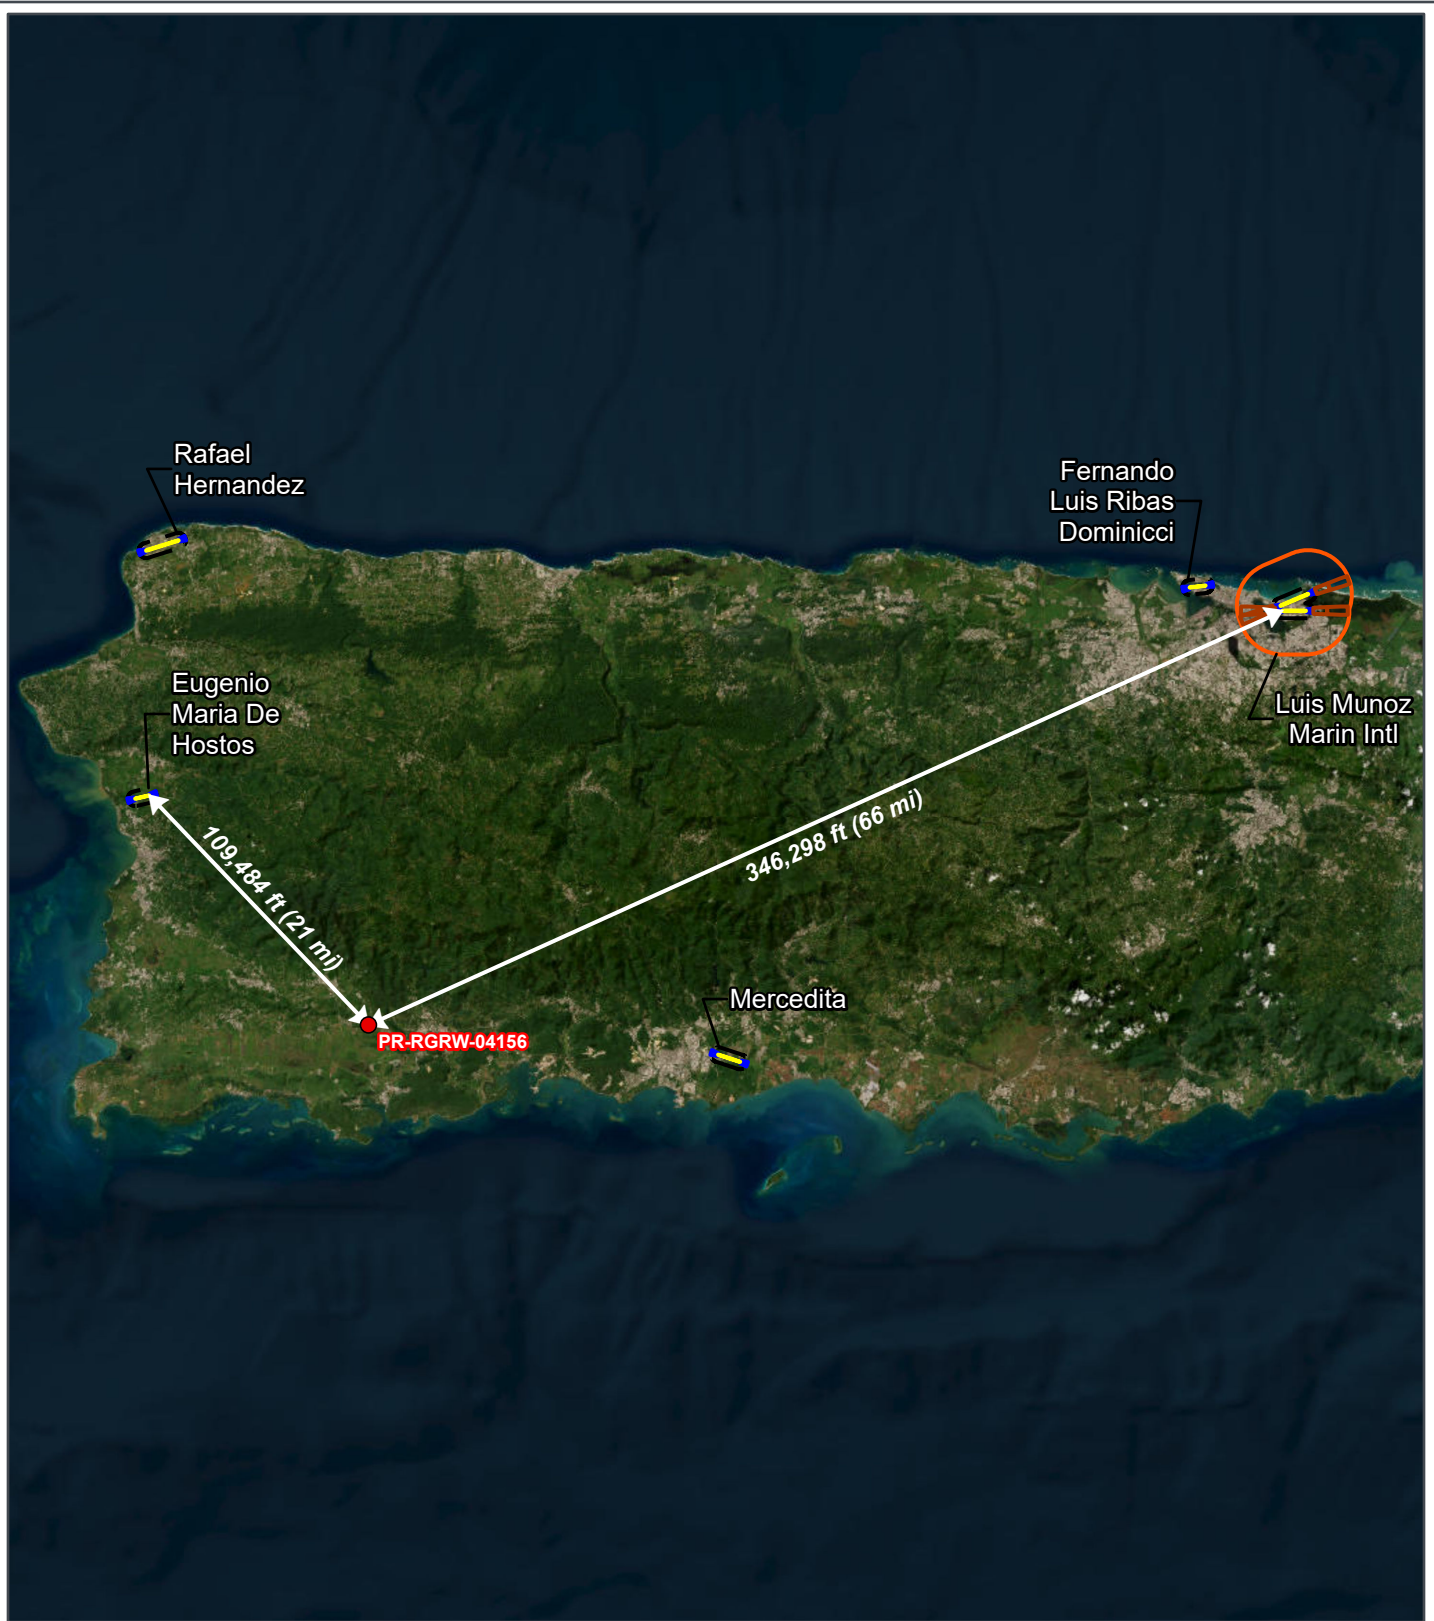 Rafael
Hernandez
Fernando
Luis Ribas
Dominicci
Eugenio
Maria De
Hostos
Luis Munoz
Marin Intl
109,484 ft (21 mi)
346,298 ft (66 mi)
Mercedita
PR-RGRW-04156